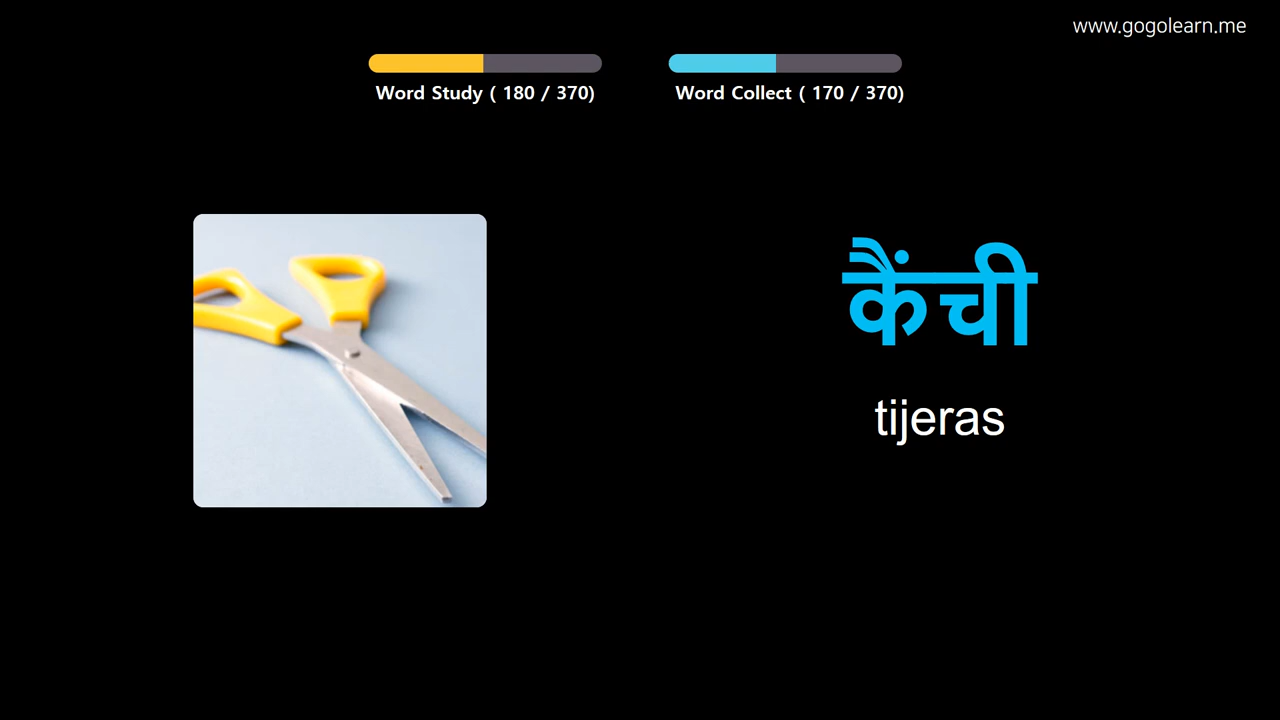 www.gogolearn.me
Word Study ( 180 / 370)
Word Collect ( 170 / 370)
कैंची
tijeras